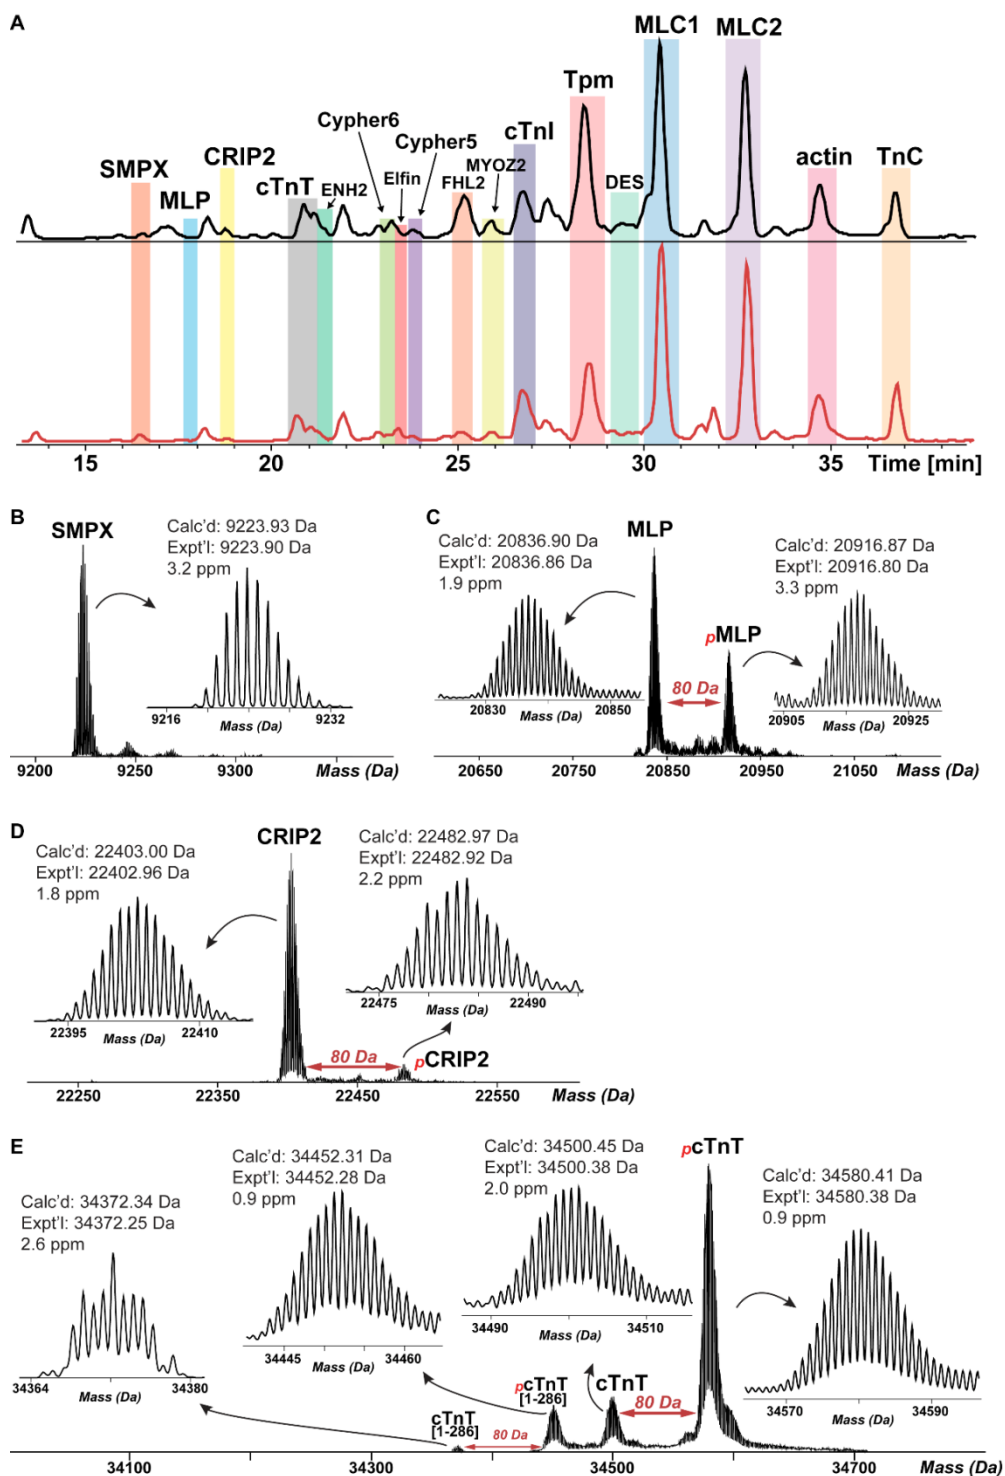 A
MLC1
MLC2
Tpm
cTnI
Cypher6
Cypher5
SMPX
CRIP2
MLP
cTnT
ENH2
Elfin
FHL2
MYOZ2
DES
actin
TnC
15
20
25
30
35
Time [min]
B
SMPX
Calc'd: 9223.93 Da
Expt'l: 9223.90 Da
3.2 ppm
9216
9232
Mass (Da)
9200
9250
9300
Mass (Da)
C
MLP
Calc'd: 20836.90 Da
Expt'l: 20836.86 Da
1.9 ppm
Calc'd: 20916.87 Da
Expt'l: 20916.80 Da
3.3 ppm
pMLP
80 Da
20830
20850
Mass (Da)
20905
20925
Mass (Da)
20650
20750
20850
20950
21050
Mass (Da)
D
CRIP2
Calc'd: 22403.00 Da
Expt'l: 22402.96 Da
1.8 ppm
Calc'd: 22482.97 Da
Expt'l: 22482.92 Da
2.2 ppm
22395
22410
Mass (Da)
22475
22490
Mass (Da)
80 Da
pCRIP2
22250
22350
22450
22550
Mass (Da)
E
Calc'd: 34372.34 Da
Expt'l: 34372.25 Da
2.6 ppm
Calc'd: 34452.31 Da
Expt'l: 34452.28 Da
0.9 ppm
Calc'd: 34500.45 Da
Expt'l: 34500.38 Da
2.0 ppm
pcTnT
Calc'd: 34580.41 Da
Expt'l: 34580.38 Da
0.9 ppm
34364
34380
Mass (Da)
34445
34460
Mass (Da)
34490
34510
Mass (Da)
34570
34590
Mass (Da)
cTnT
[1-286]
80 Da
pcTnT
[1-286]
cTnT
80 Da
34100
34300
34500
34700
Mass (Da)